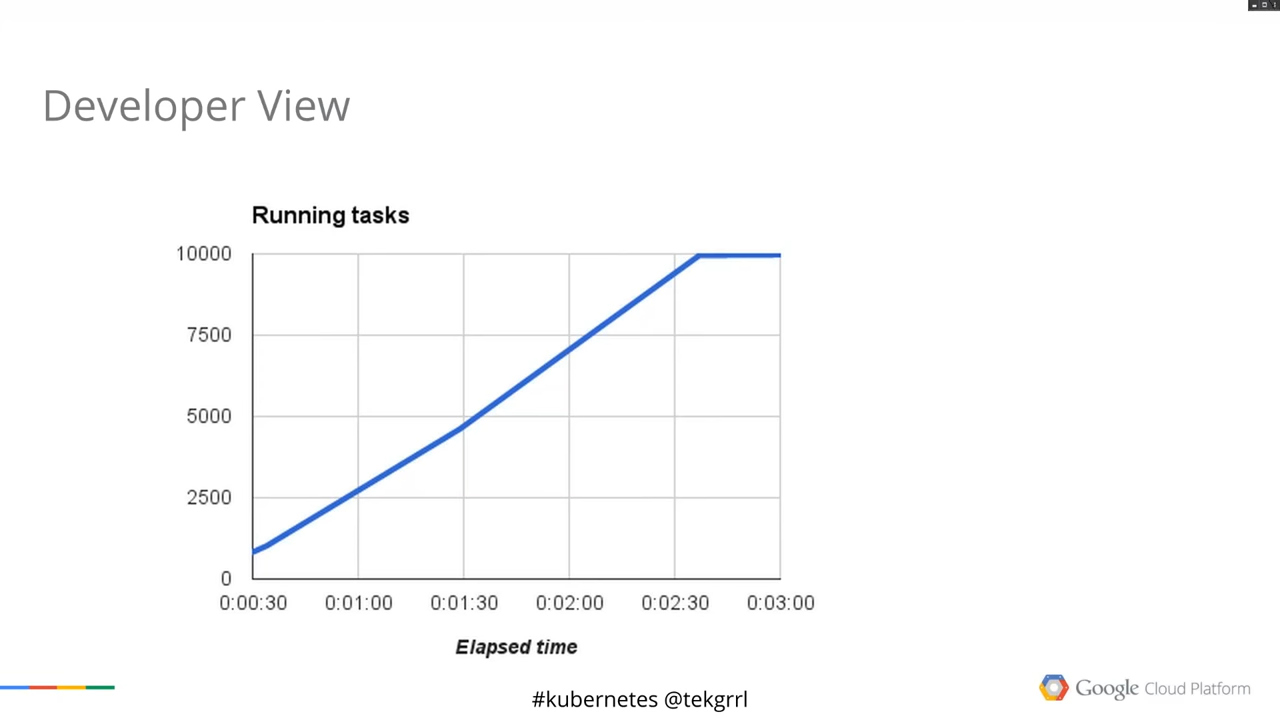 Developer View
Running tasks
10000
7500
5000
2500
0
0:00:30 0:01:00 0:01:30 0:02:00 0:02:30 0:03:00
Elapsed time
#kubernetes @tekgrrl
Google Cloud Platform